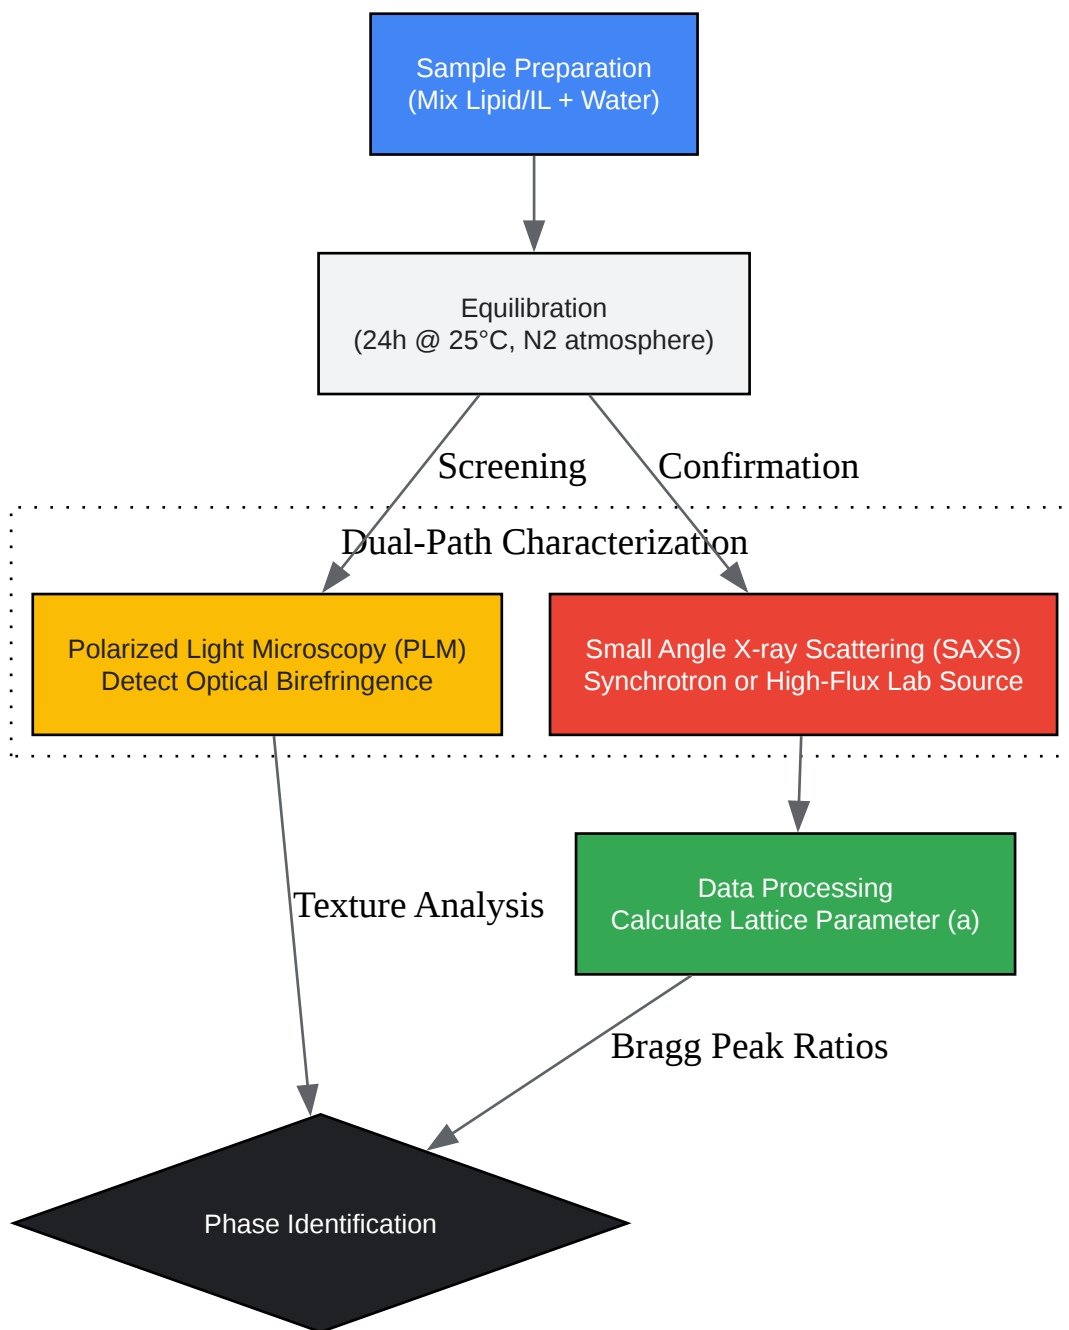 Sample Preparation
(Mix Lipid/IL + Water)
Equilibration
(24h @ 25°C, N2 atmosphere)
Screening
Confirmation
Dual-Path Characterization
Polarized Light Microscopy (PLM)
Detect Optical Birefringence
Small Angle X-ray Scattering (SAXS)
Synchrotron or High-Flux Lab Source
Data Processing
Calculate Lattice Parameter (a)
Texture Analysis
Bragg Peak Ratios
Phase Identification